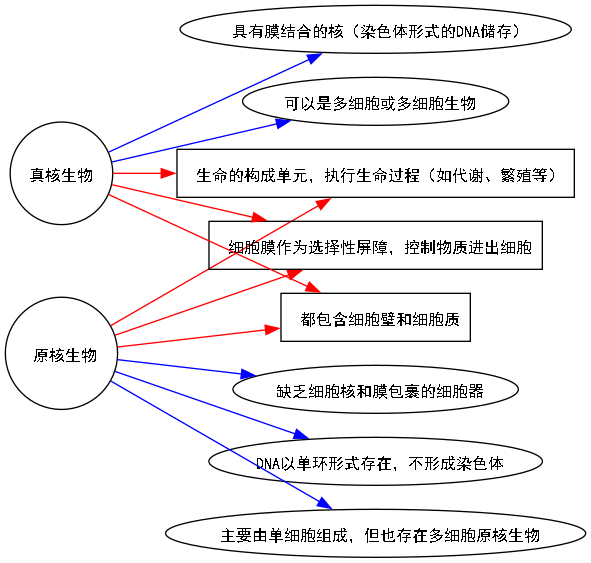 具有膜结合的核（染色体形式的DNA储存）
可以是多细胞或多细胞生物
真核生物
生命的构成单元，执行生命过程（如代谢、繁殖等）
细胞膜作为选择性屏障，控制物质进出细胞
都包含细胞壁和细胞质
原核生物
缺乏细胞核和膜包裹的细胞器
DNA以单环形式存在，不形成染色体
主要由单细胞组成，但也存在多细胞原核生物